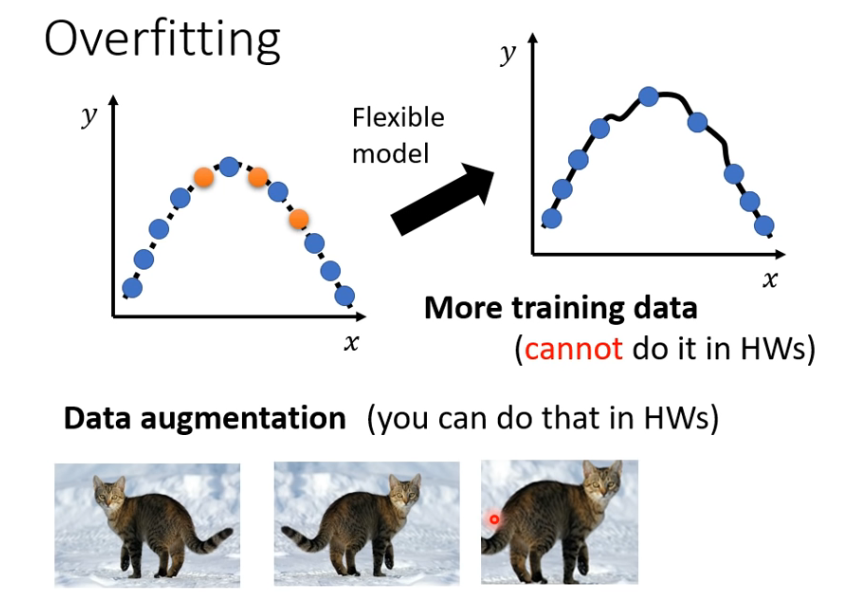 Overfitting
y
x
Flexible
model
y
x
More training data
(cannot do it in HWs)
Data augmentation (you can do that in HWs)